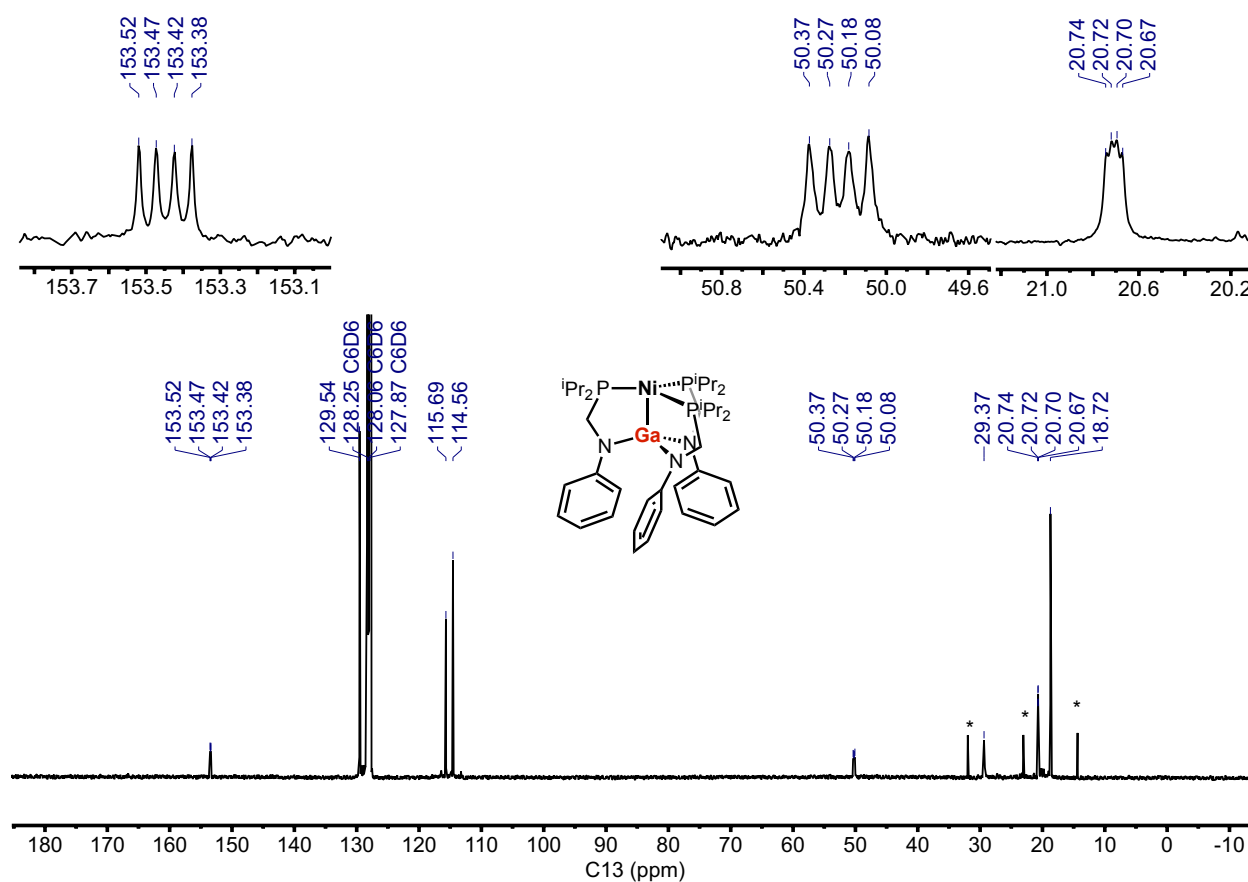 153.52
153.47
153.42
153.38
50.37
50.27
50.18
50.08
20.74
20.72
20.70
20.67
153.7 153.5 153.3 153.1
50.8 50.4 50.0 49.6
21.0 20.6 20.2
153.52
153.47
153.42
153.38
129.54
128.25 C6D6
128.06 C6D6
127.87 C6D6
115.69
114.56
50.37
50.27
50.18
50.08
29.37
20.74
20.72
20.70
20.67
18.72
iPr2P Ni PiPr2
PiPr2
Ga
N N
N
* * *
180 170 160 150 140 130 120 110 100 90 80 70 60 50 40 30 20 10 0 -10
C13 (ppm)